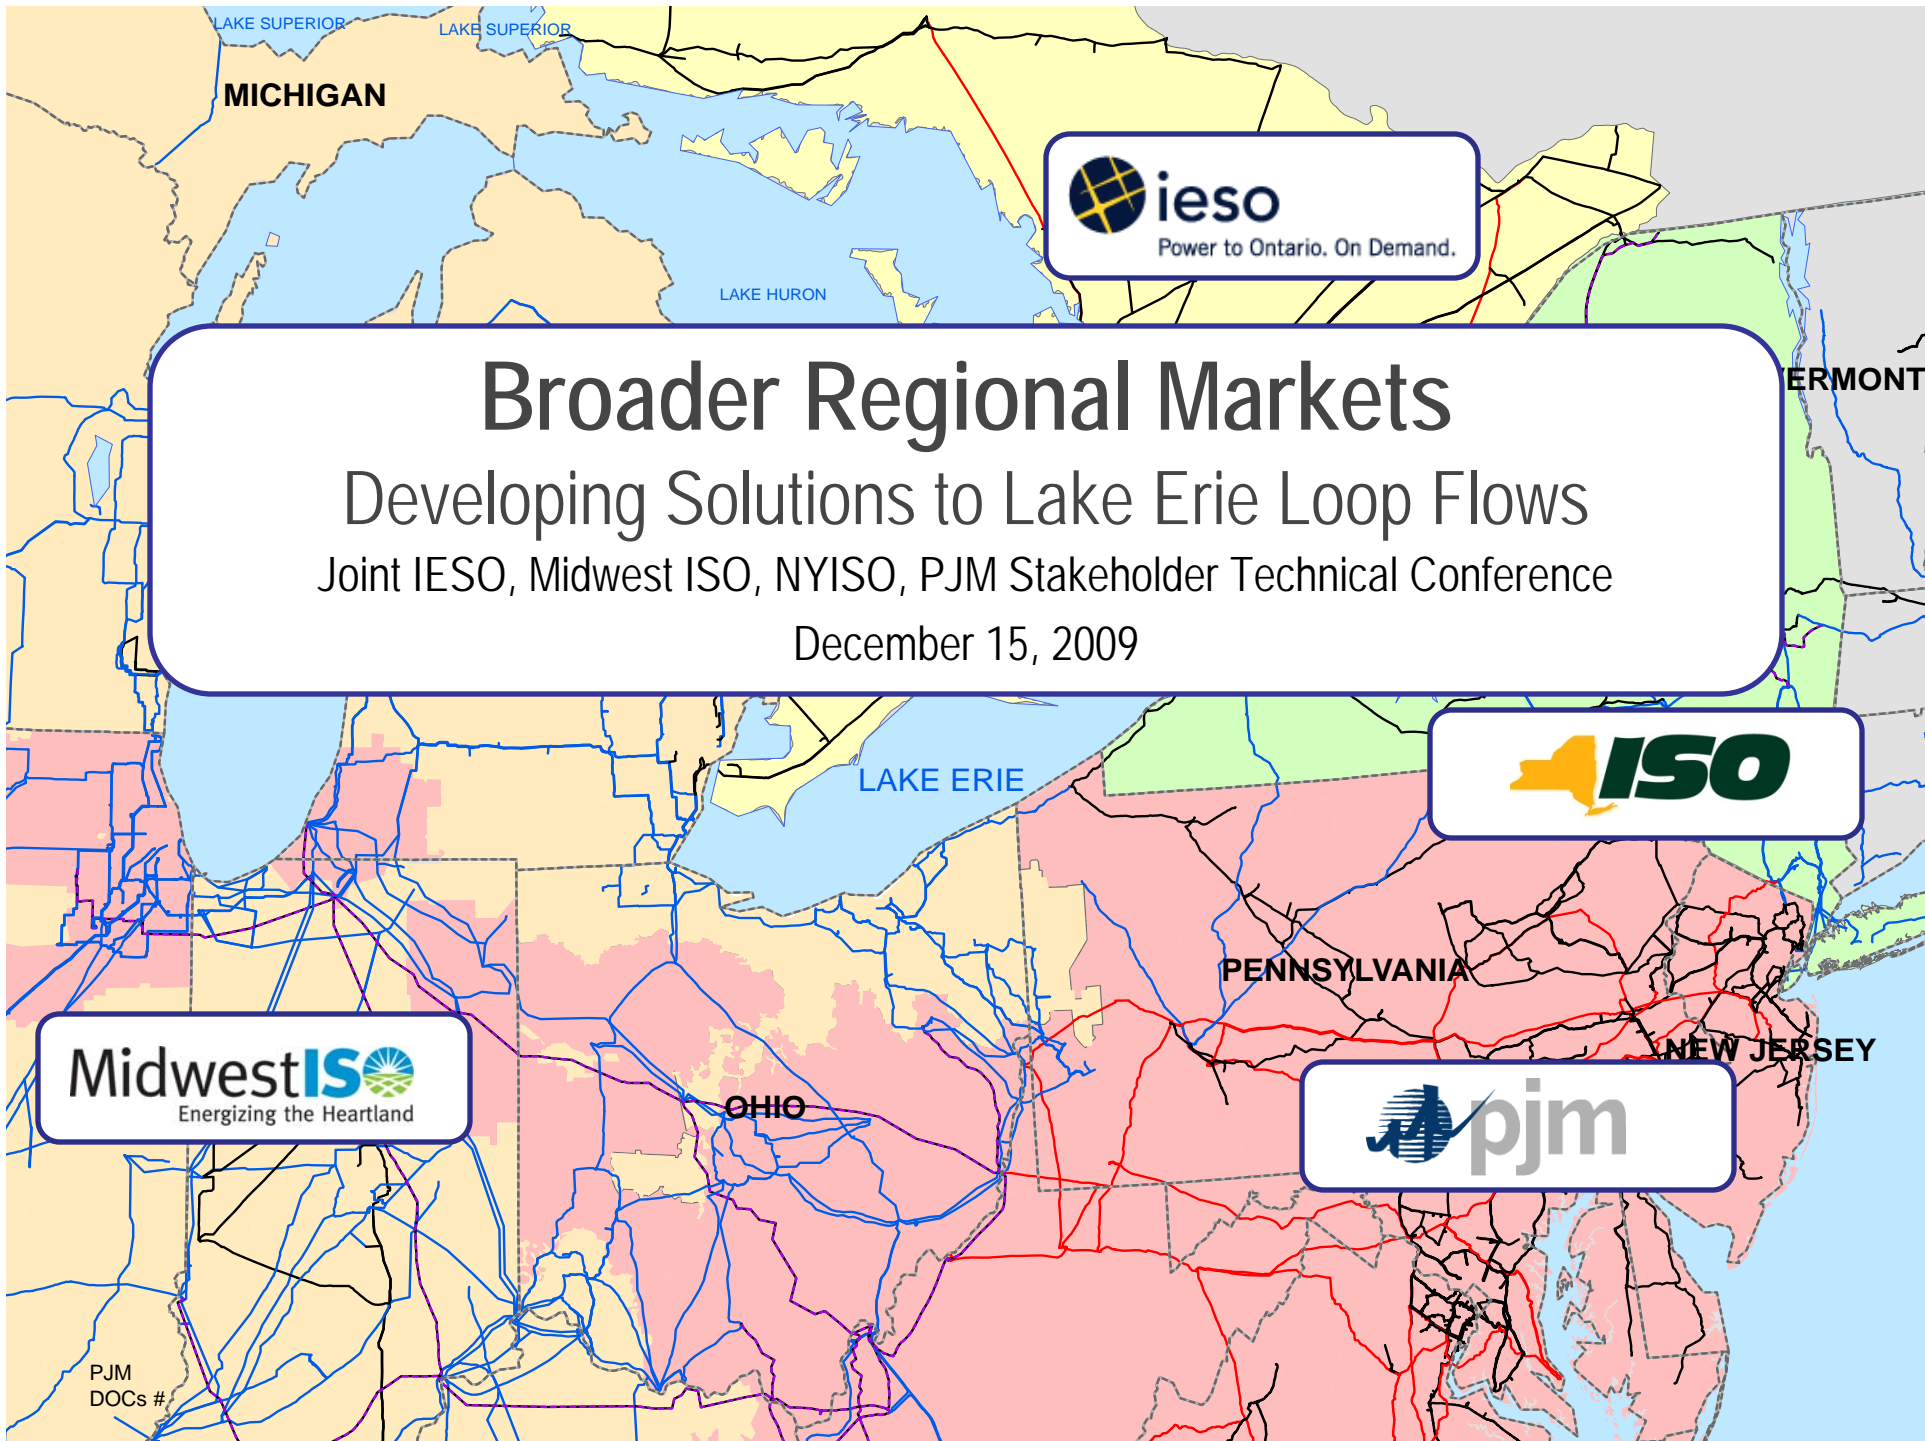 LAKE SUPERIOR
LAKE SUPERIOR
MICHIGAN
ieso
Power to Ontario. On Demand.
LAKE HURON
Broader Regional Markets
Developing Solutions to Lake Erie Loop Flows
Joint IESO, Midwest ISO, NYISO, PJM Stakeholder Technical Conference
December 15, 2009
ERMONT
ISO
LAKE ERIE
PENNSYLVANIA
NEW JERSEY
MidwestISO
Energizing the Heartland
OHIO
pjm
PJM
DOCs #